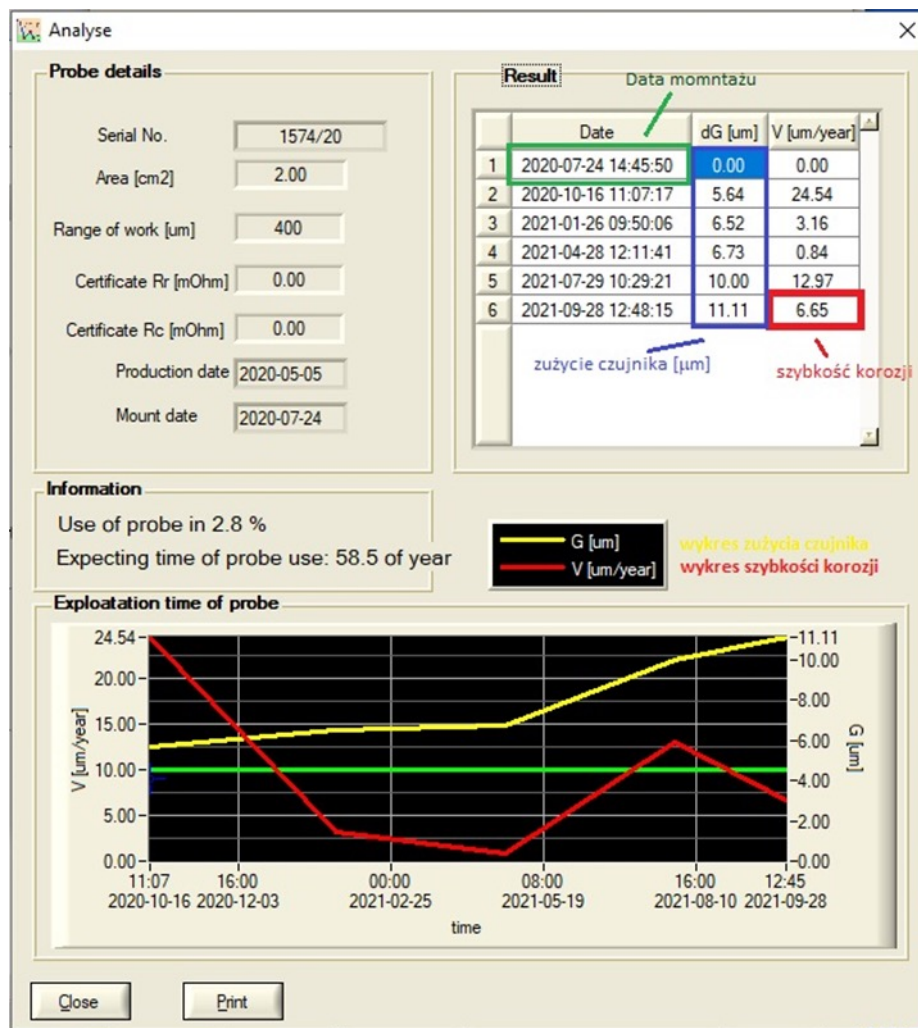 Analyse
Probe details
Serial No. 1574/20
Area [cm2] 2.00
Range of work [um] 400
Certificate Rr [mOhm] 0.00
Certificate Rc [mOhm] 0.00
Production date 2020-05-05
Mount date 2020-07-24
Result
Data momntażu
Date dG [um] V [um/year]
1 2020-07-24 14:45:50 0.00 0.00
2 2020-10-16 11:07:17 5.64 24.54
3 2021-01-26 09:50:06 6.52 3.16
4 2021-04-28 12:11:41 6.73 0.84
5 2021-07-29 10:29:21 10.00 12.97
6 2021-09-28 12:48:15 11.11 6.65
zużycie czujnika [µm]
szybkość korozji
Information
Use of probe in 2.8 %
Expecting time of probe use: 58.5 of year
G [um]
V [um/year]
wykres zużycia czujnika
wykres szybkości korozji
Exploatation time of probe
V [um/year]
24.54
20.00
15.00
10.00
5.00
0.00
11.11
10.00
8.00
6.00
4.00
2.00
0.00
G [um]
11:07 16:00 00:00 08:00 16:00 12:45
2020-10-16 2020-12-03 2021-02-25 2021-05-19 2021-08-10 2021-09-28
time
Close
Print